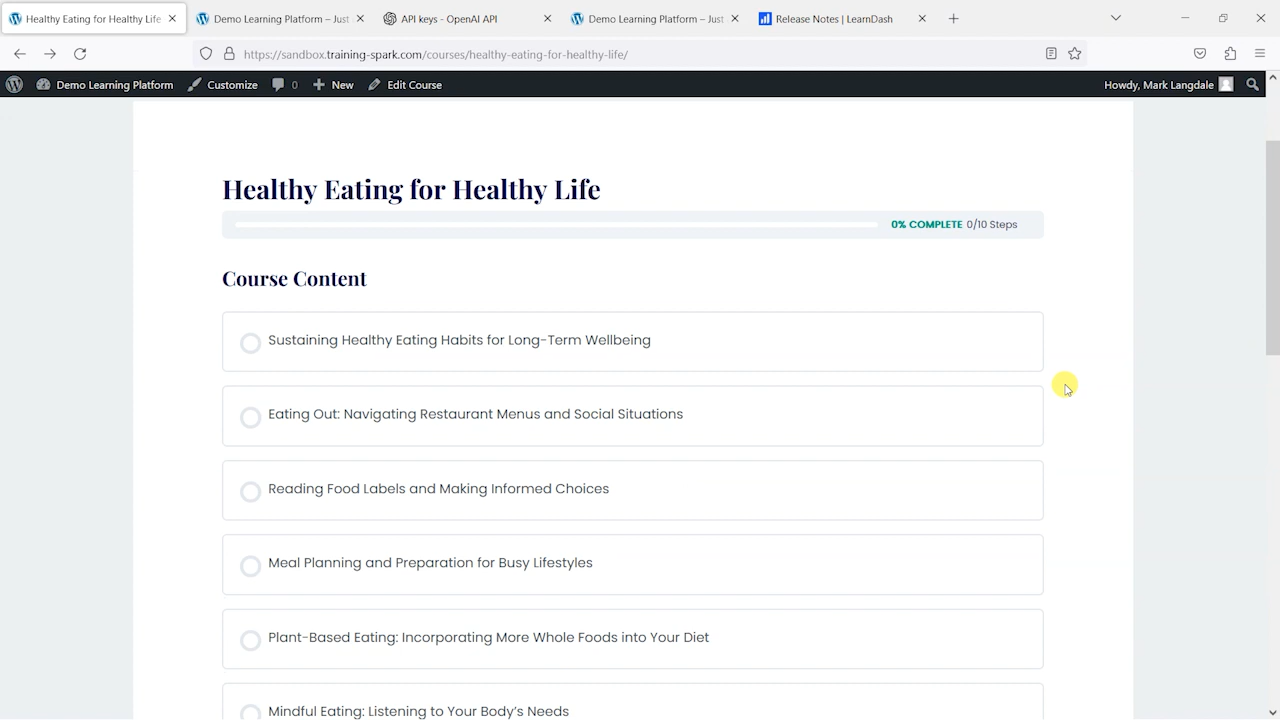 Healthy Eating for Healthy Life
Demo Learning Platform – Just
API keys - OpenAI API
Demo Learning Platform – Just
Release Notes | LearnDash
https://sandbox.training-spark.com/courses/healthy-eating-for-healthy-life/
Demo Learning Platform
Customize
0
New
Edit Course
Howdy, Mark Langdale
Healthy Eating for Healthy Life
0% COMPLETE 0/10 Steps
Course Content
Sustaining Healthy Eating Habits for Long-Term Wellbeing
Eating Out: Navigating Restaurant Menus and Social Situations
Reading Food Labels and Making Informed Choices
Meal Planning and Preparation for Busy Lifestyles
Plant-Based Eating: Incorporating More Whole Foods into Your Diet
Mindful Eating: Listening to Your Body's Needs